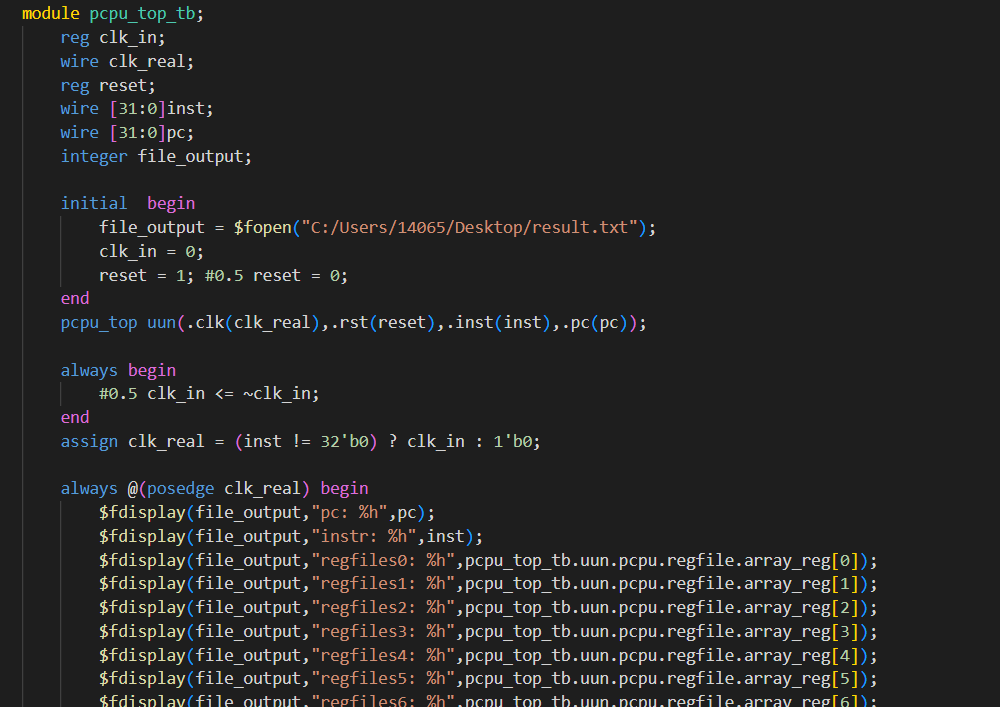 module pcpu_top_tb;
reg clk_in;
wire clk_real;
reg reset;
wire [31:0]inst;
wire [31:0]pc;
integer file_output;
initial  begin
file_output = $fopen("C:/Users/14065/Desktop/result.txt");
clk_in = 0;
reset = 1; #0.5 reset = 0;
end
pcpu_top uun(.clk(clk_real),.rst(reset),.inst(inst),.pc(pc));
always begin
#0.5 clk_in <= ~clk_in;
end
assign clk_real = (inst != 32'b0) ? clk_in : 1'b0;
always @(posedge clk_real) begin
$fdisplay(file_output,"pc: %h",pc);
$fdisplay(file_output,"instr: %h",inst);
$fdisplay(file_output,"regfiles0: %h",pcpu_top_tb.uun.pcpu.regfile.array_reg[0]);
$fdisplay(file_output,"regfiles1: %h",pcpu_top_tb.uun.pcpu.regfile.array_reg[1]);
$fdisplay(file_output,"regfiles2: %h",pcpu_top_tb.uun.pcpu.regfile.array_reg[2]);
$fdisplay(file_output,"regfiles3: %h",pcpu_top_tb.uun.pcpu.regfile.array_reg[3]);
$fdisplay(file_output,"regfiles4: %h",pcpu_top_tb.uun.pcpu.regfile.array_reg[4]);
$fdisplay(file_output,"regfiles5: %h",pcpu_top_tb.uun.pcpu.regfile.array_reg[5]);
$fdisplay(file_output,"regfiles6: %h",pcpu_top_tb.uun.pcpu.regfile.array_reg[6]);